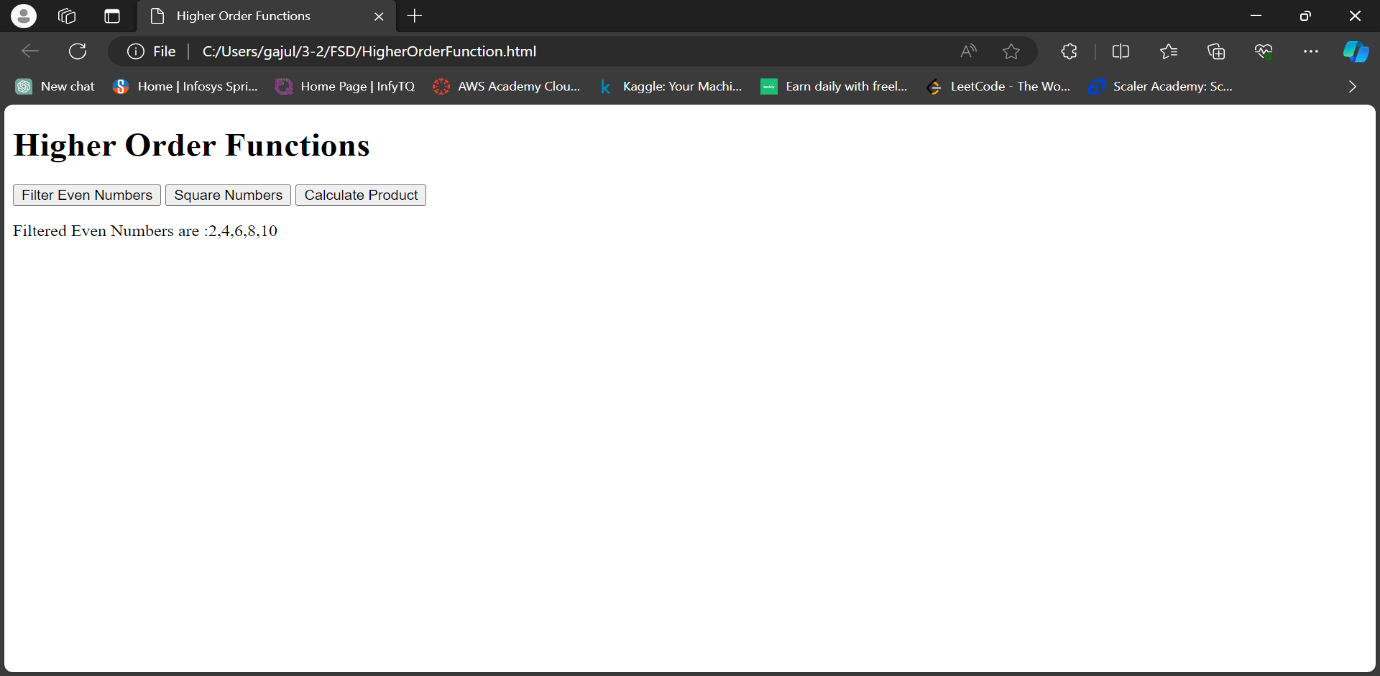 Higher Order Functions
File C:/Users/gajul/3-2/FSD/HigherOrderFunction.html
New chat Home | Infosys Spri... Home Page | InfyTQ AWS Academy Clou... Kaggle: Your Machi... Earn daily with freel... LeetCode - The Wo... Scaler Academy: Sc...
Higher Order Functions
Filter Even Numbers Square Numbers Calculate Product
Filtered Even Numbers are :2,4,6,8,10